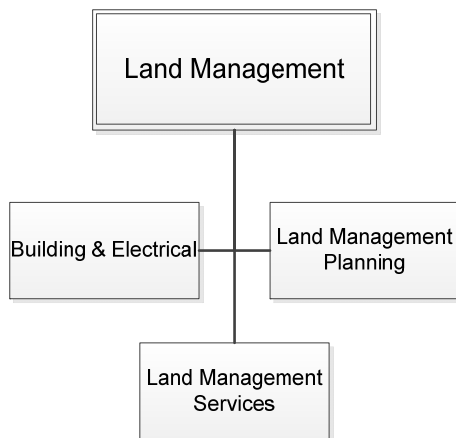 Land Management
Building & Electrical
Land Management
Planning
Land Management
Services